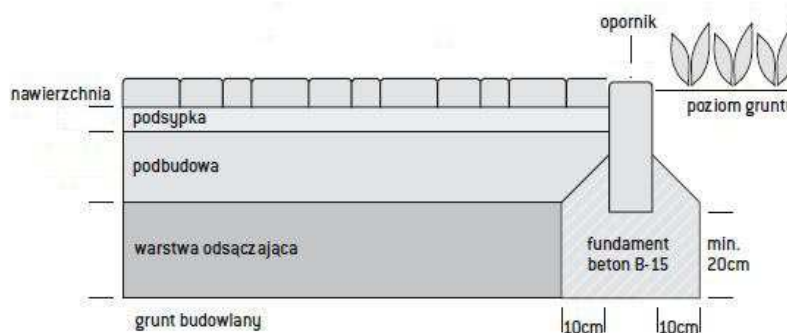 opornik
nawierzchnia
poziom gruntu
podsypka
podbudowa
warstwa odsączająca
fundament
beton B-15
min.
20cm
grunt budowlany
10cm
10cm